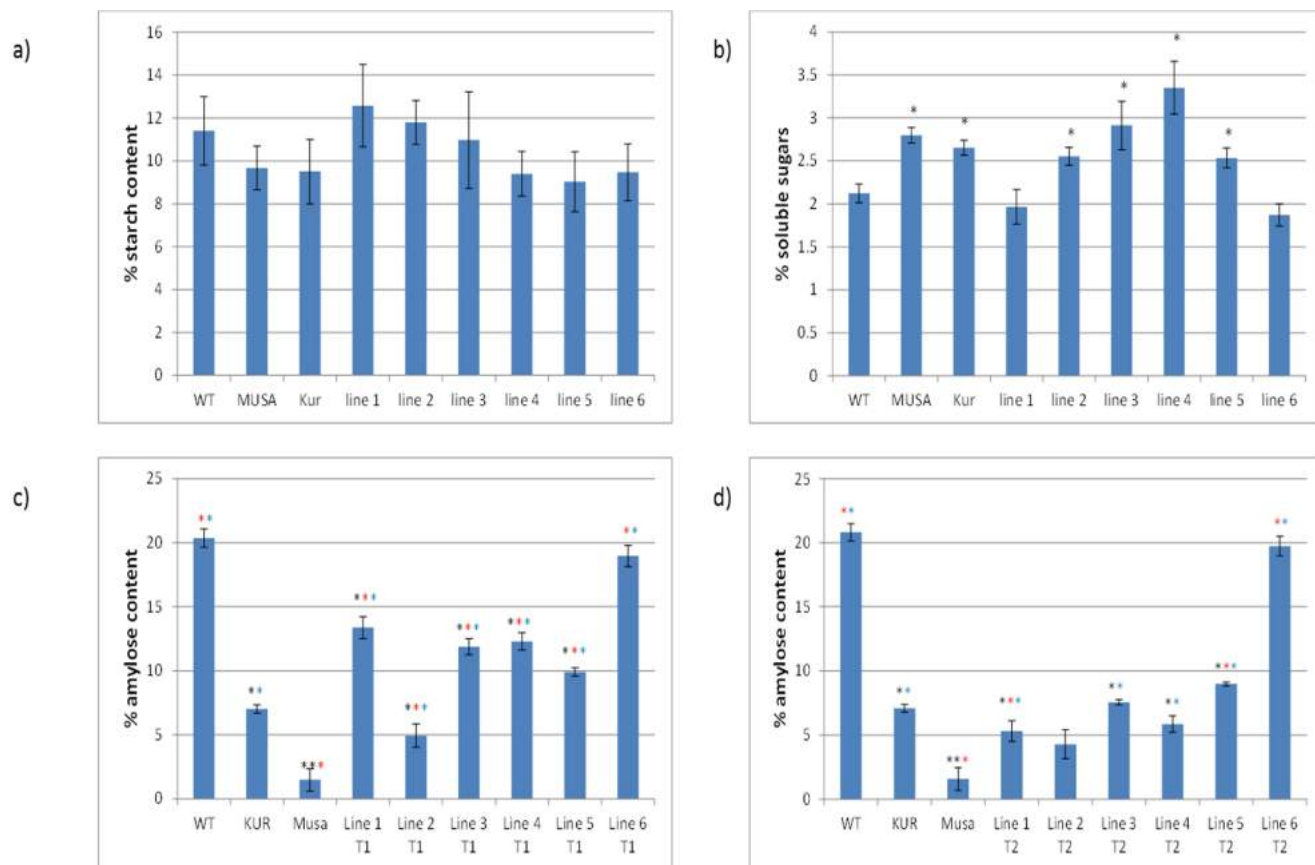 a)
% starch content
16
14
12
10
8
6
4
2
0
WT MUSA Kur line 1 line 2 line 3 line 4 line 5 line 6
b)
% soluble sugars
4
3.5
3
2.5
2
1.5
1
0.5
0
* * * * * *
WT MUSA Kur line 1 line 2 line 3 line 4 line 5 line 6
c)
% amylose content
25
20
15
10
5
0
** ** *** *** *** *** *** *** **
WT KUR Musa Line 1 Line 2 Line 3 Line 4 Line 5 Line 6
T1 T1 T1 T1 T1 T1
d)
% amylose content
25
20
15
10
5
0
** ** *** *** ** ** *** **
WT KUR Musa Line 1 Line 2 Line 3 Line 4 Line 5 Line 6
T2 T2 T2 T2 T2 T2